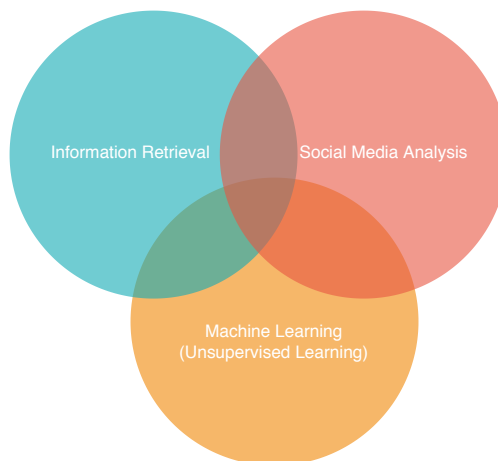 Information Retrieval
Social Media Analysis
Machine Learning
(Unsupervised Learning)